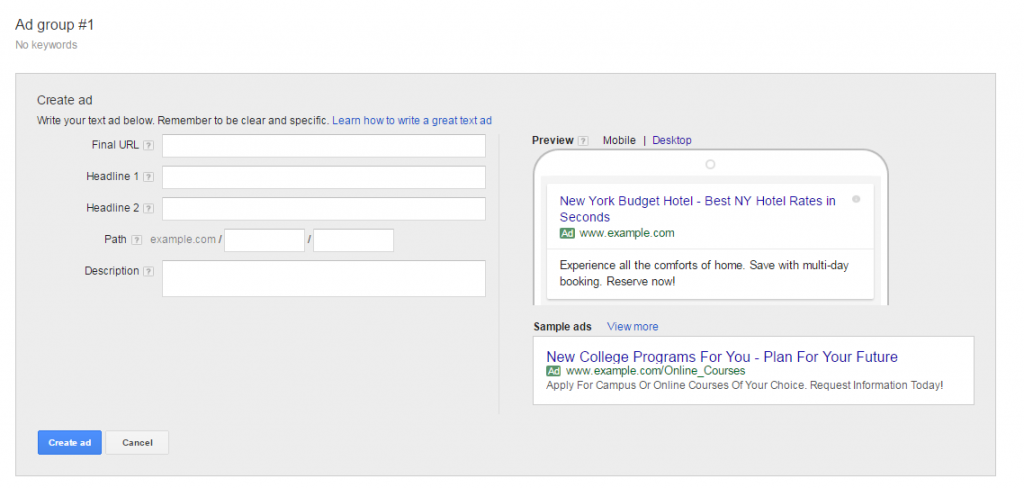 Ad group #1
No keywords
Create ad
Write your text ad below. Remember to be clear and specific. Learn how to write a great text ad
Final URL ?
Headline 1 ?
Headline 2 ?
Path ? example.com / /
Description ?
Create ad Cancel
Preview ? Mobile | Desktop
New York Budget Hotel - Best NY Hotel Rates in
Seconds
Ad www.example.com
Experience all the comforts of home. Save with multi-day
booking. Reserve now!
Sample ads View more
New College Programs For You - Plan For Your Future
Ad www.example.com/Online_Courses
Apply For Campus Or Online Courses Of Your Choice. Request Information Today!